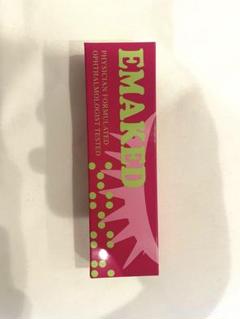 EMAKED
PHYSICIAN FORMULATED
OPHTHALMOLOGIST TESTED